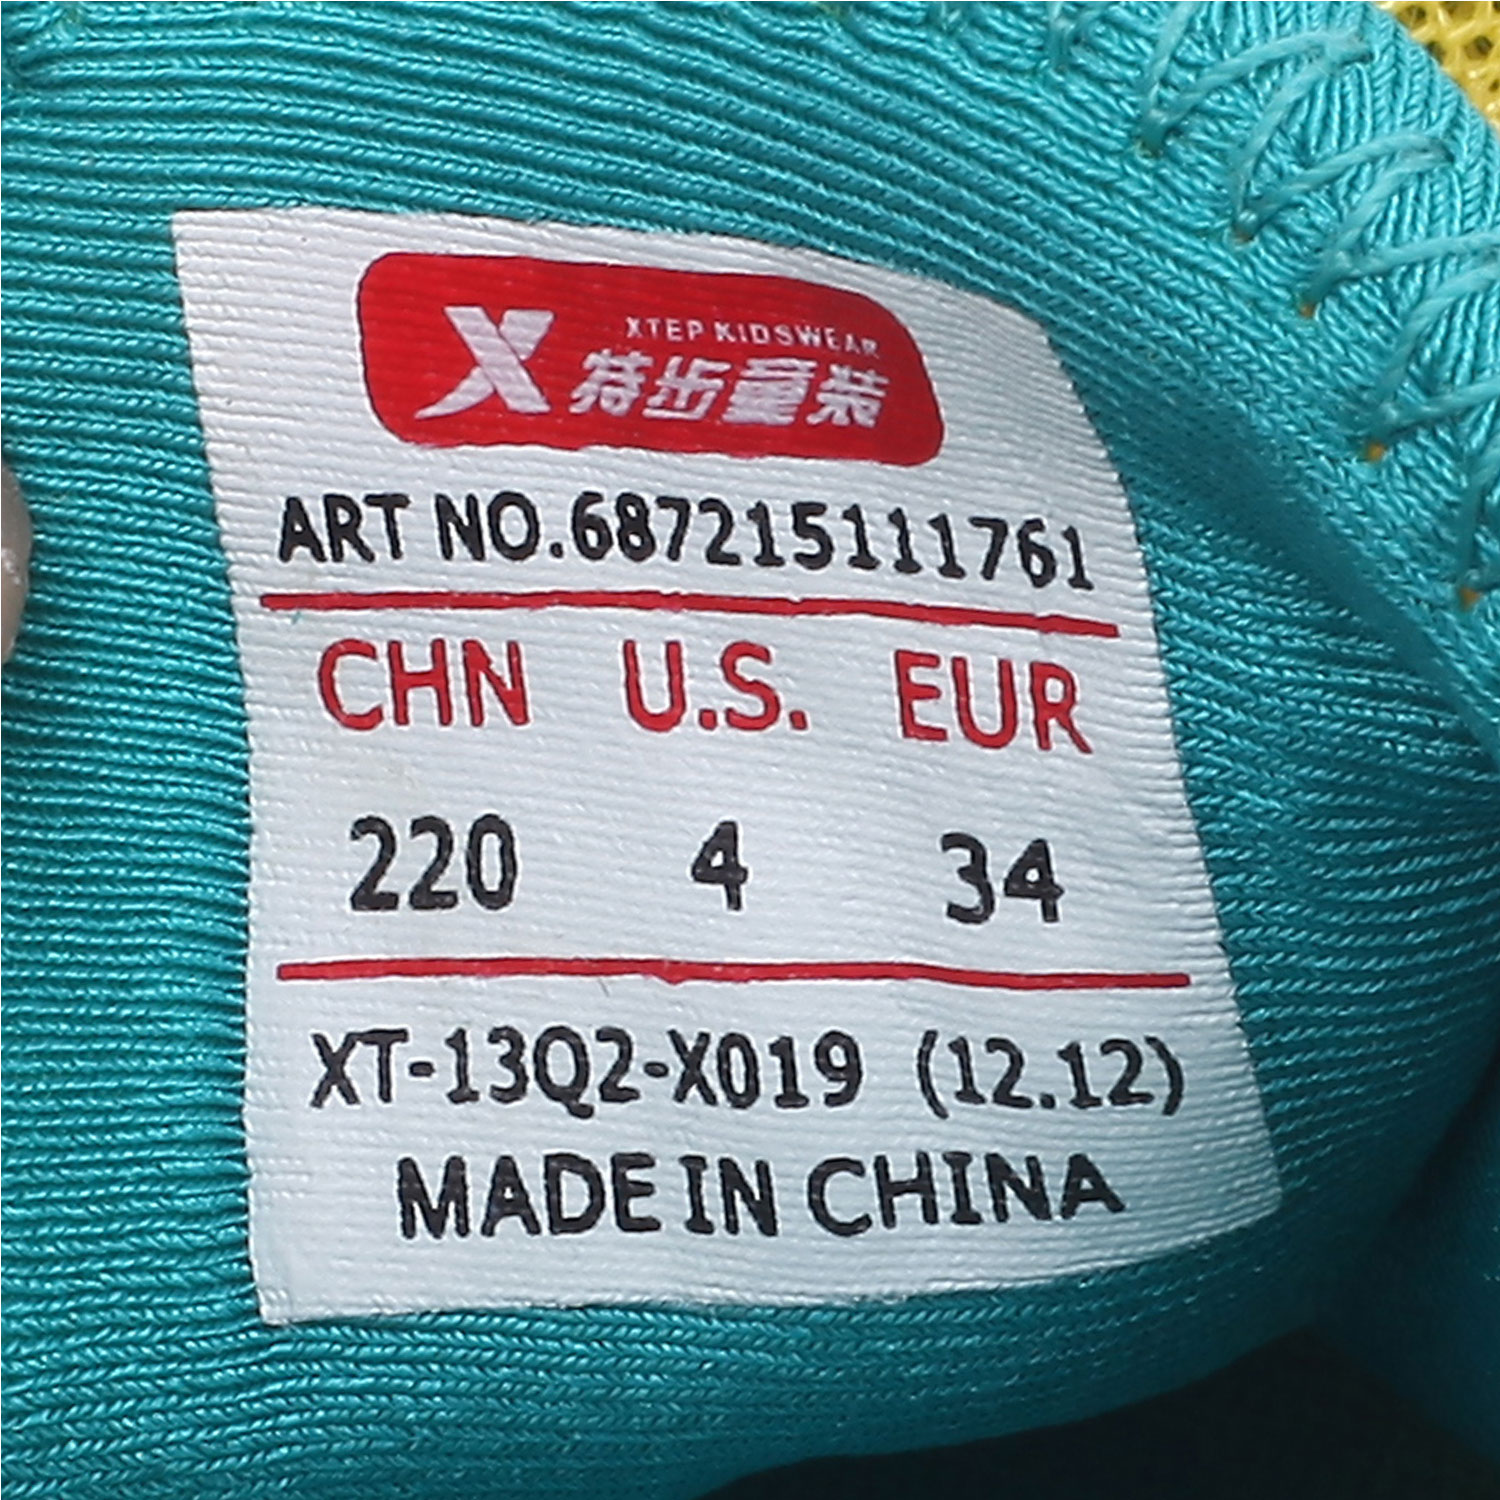 XTEP KIDSWEAR
X 特步童装
ART NO.687215111761
CHN U.S. EUR
220 4 34
XT-13Q2-X019 (12.12)
MADE IN CHINA